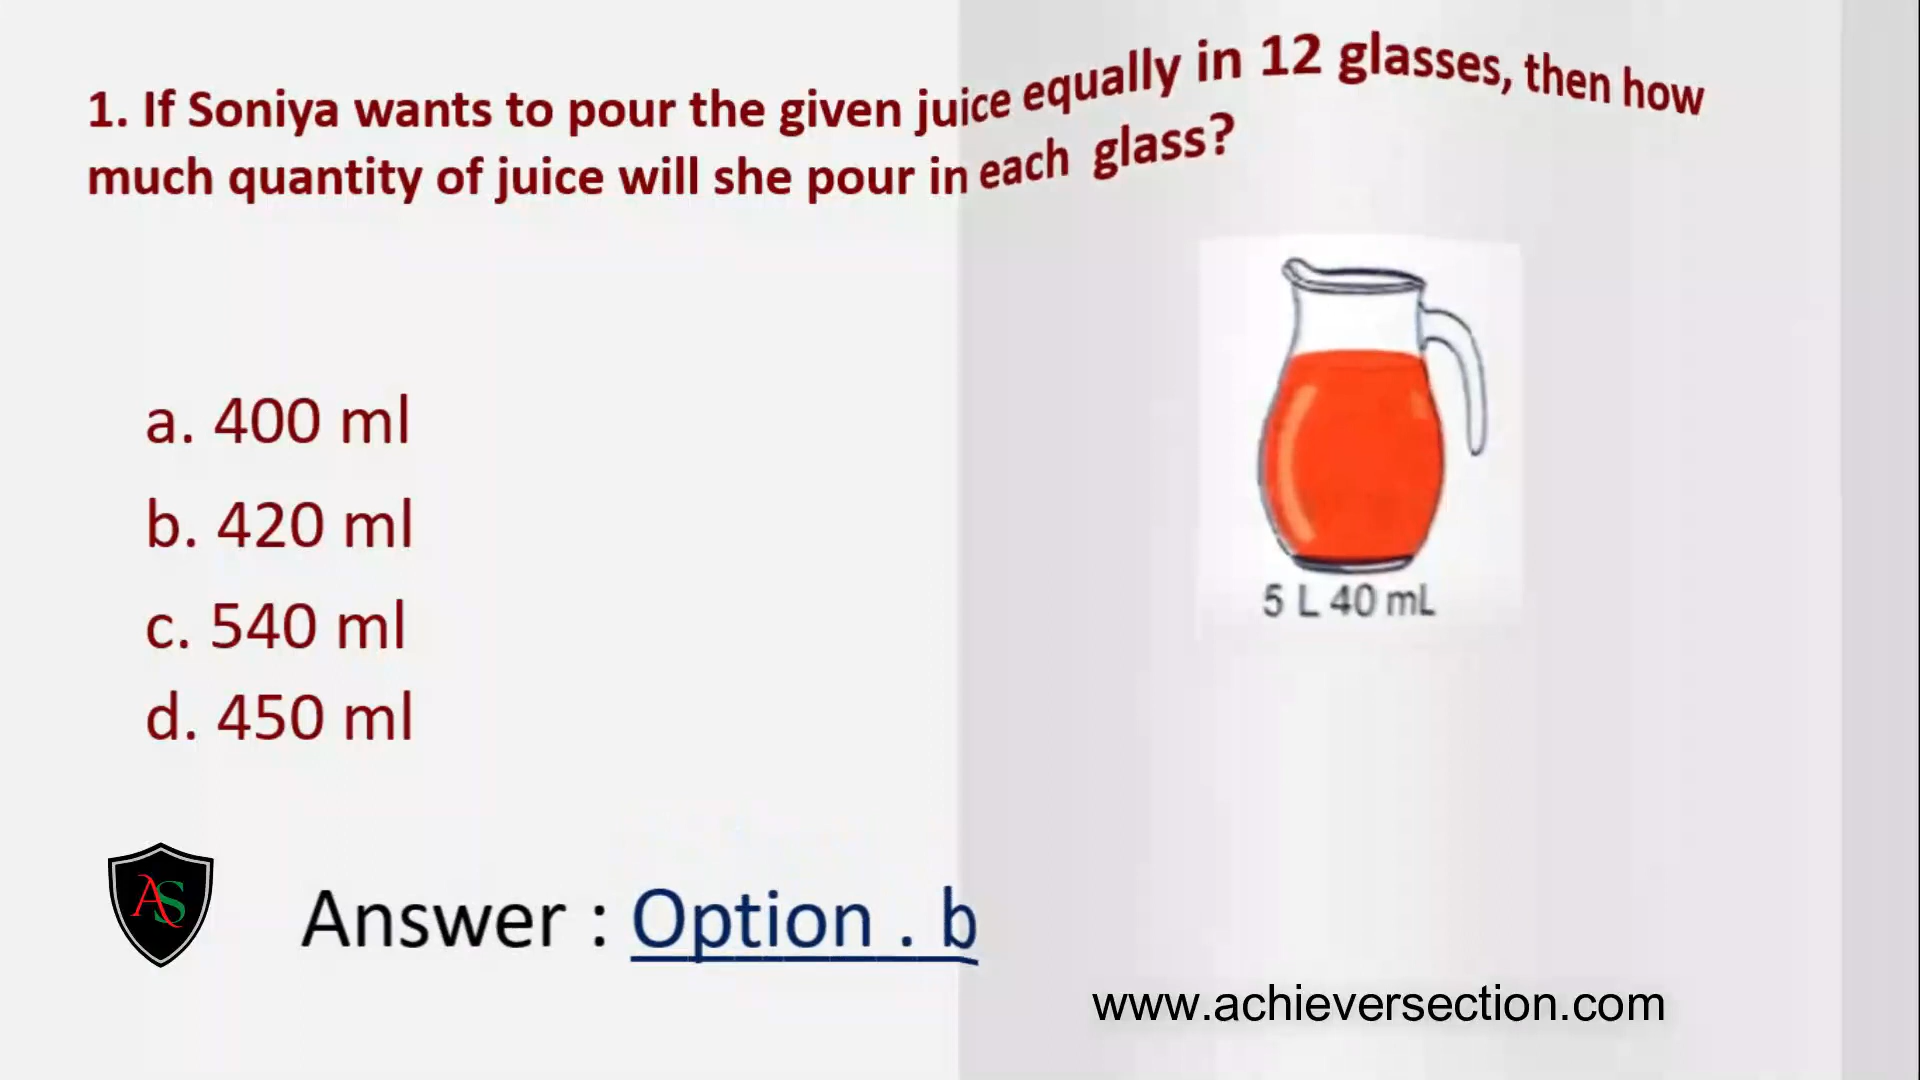 1. If Soniya wants to pour the given juice equally in 12 glasses, then how
much quantity of juice will she pour in each glass?
a. 400 ml
b. 420 ml
c. 540 ml
d. 450 ml
5 L 40 mL
AS
Answer : Option . b
www.achieversection.com